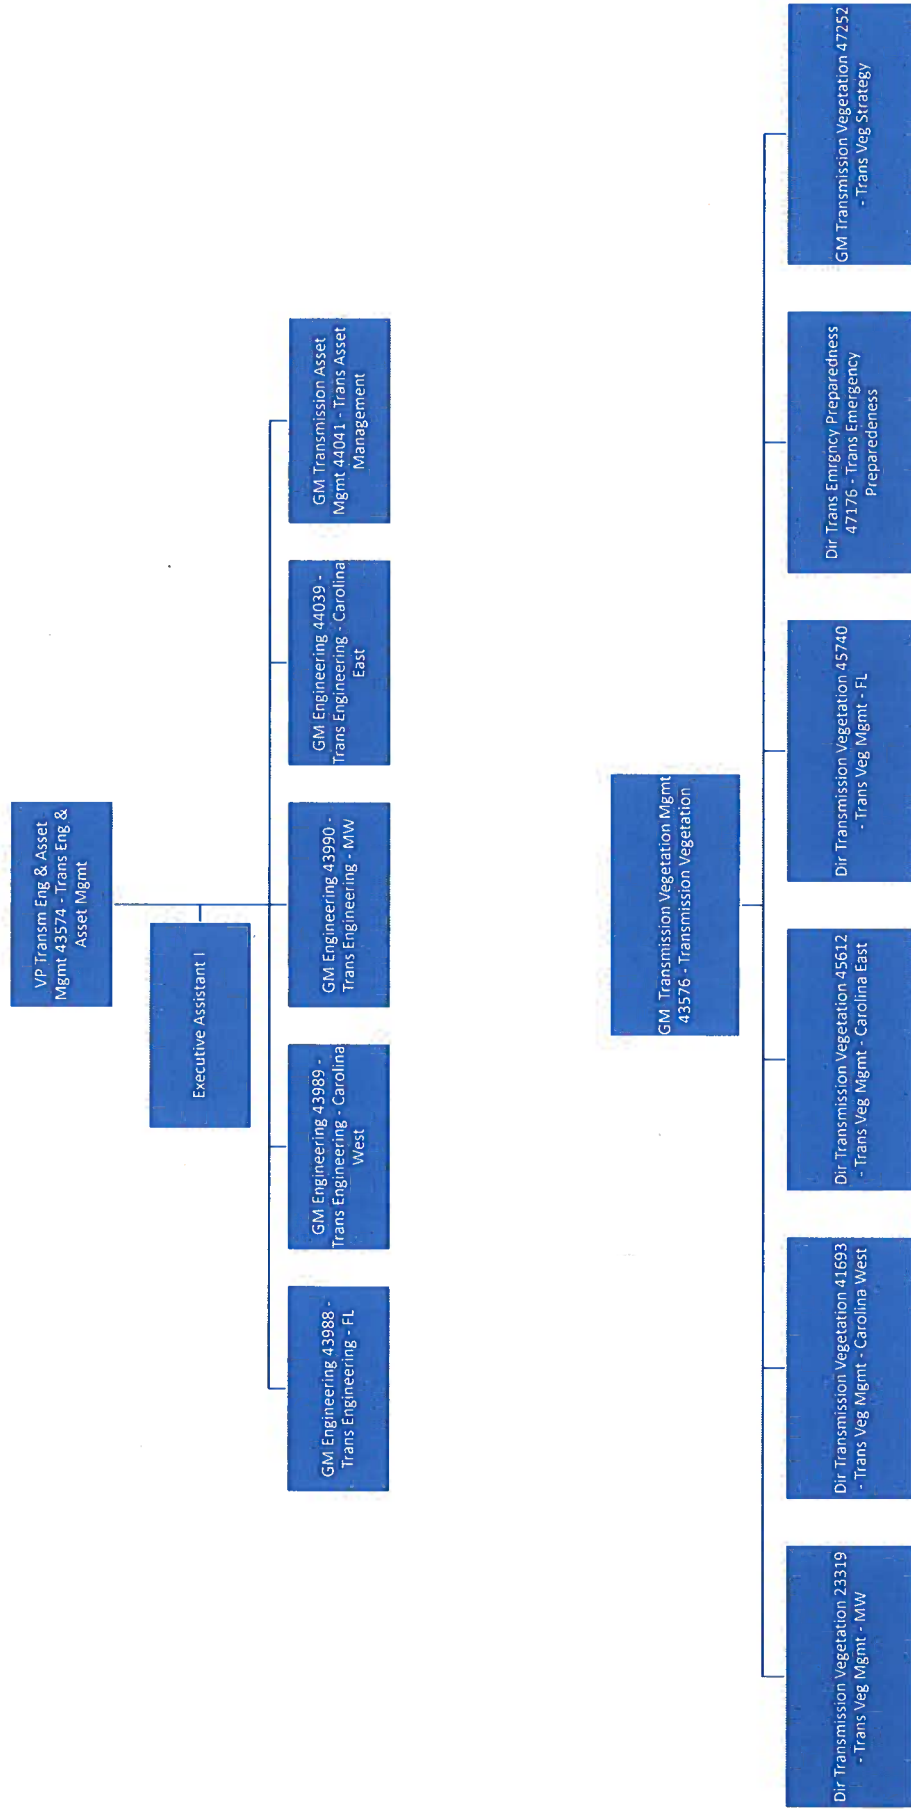 VP Transm Eng & Asset
Mgmt 43574 - Trans Eng &
Asset Mgmt
Executive Assistant I
GM Engineering 43988 -
Trans Engineering - FL
GM Engineering 43989 -
Trans Engineering - Carolina
West
GM Engineering 43990 -
Trans Engineering - MW
GM Engineering 44039 -
Trans Engineering - Carolina
East
GM Transmission Asset
Mgmt 44041 - Trans Asset
Management
GM Transmission Vegetation Mgmt
43576 - Transmission Vegetation
Dir Transmission Vegetation 23319
- Trans Veg Mgmt - MW
Dir Transmission Vegetation 41693
- Trans Veg Mgmt - Carolina West
Dir Transmission Vegetation 45612
- Trans Veg Mgmt - Carolina East
Dir Transmission Vegetation 45740
- Trans Veg Mgmt - FL
Dir Trans Emrgncy Preparedness
47176 - Trans Emergency
Preparedeness
GM Transmission Vegetation 47252
- Trans Veg Strategy